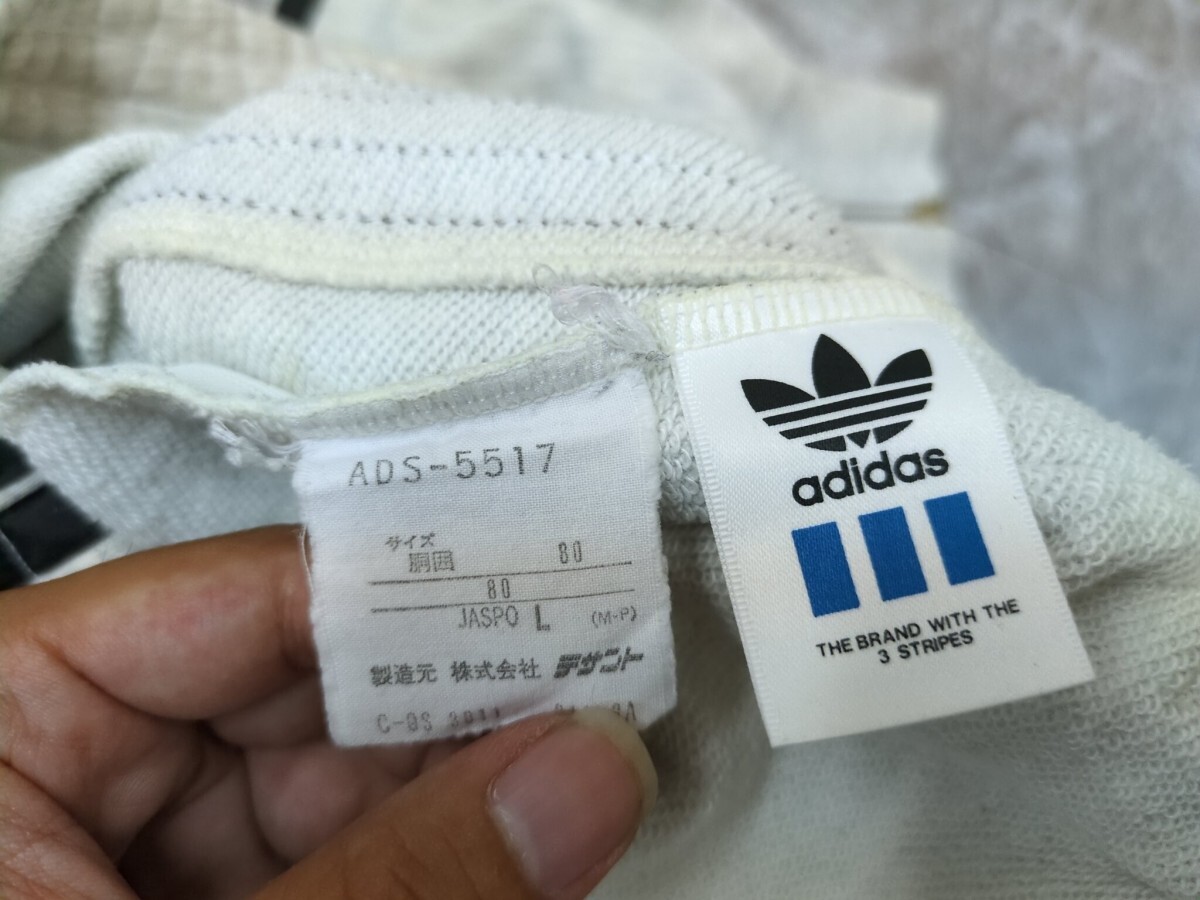 ADS-5517
サイズ
胴囲 80
80
JASPO L (M-P)
製造元 株式会社 デサント
adidas
THE BRAND WITH THE
3 STRIPES